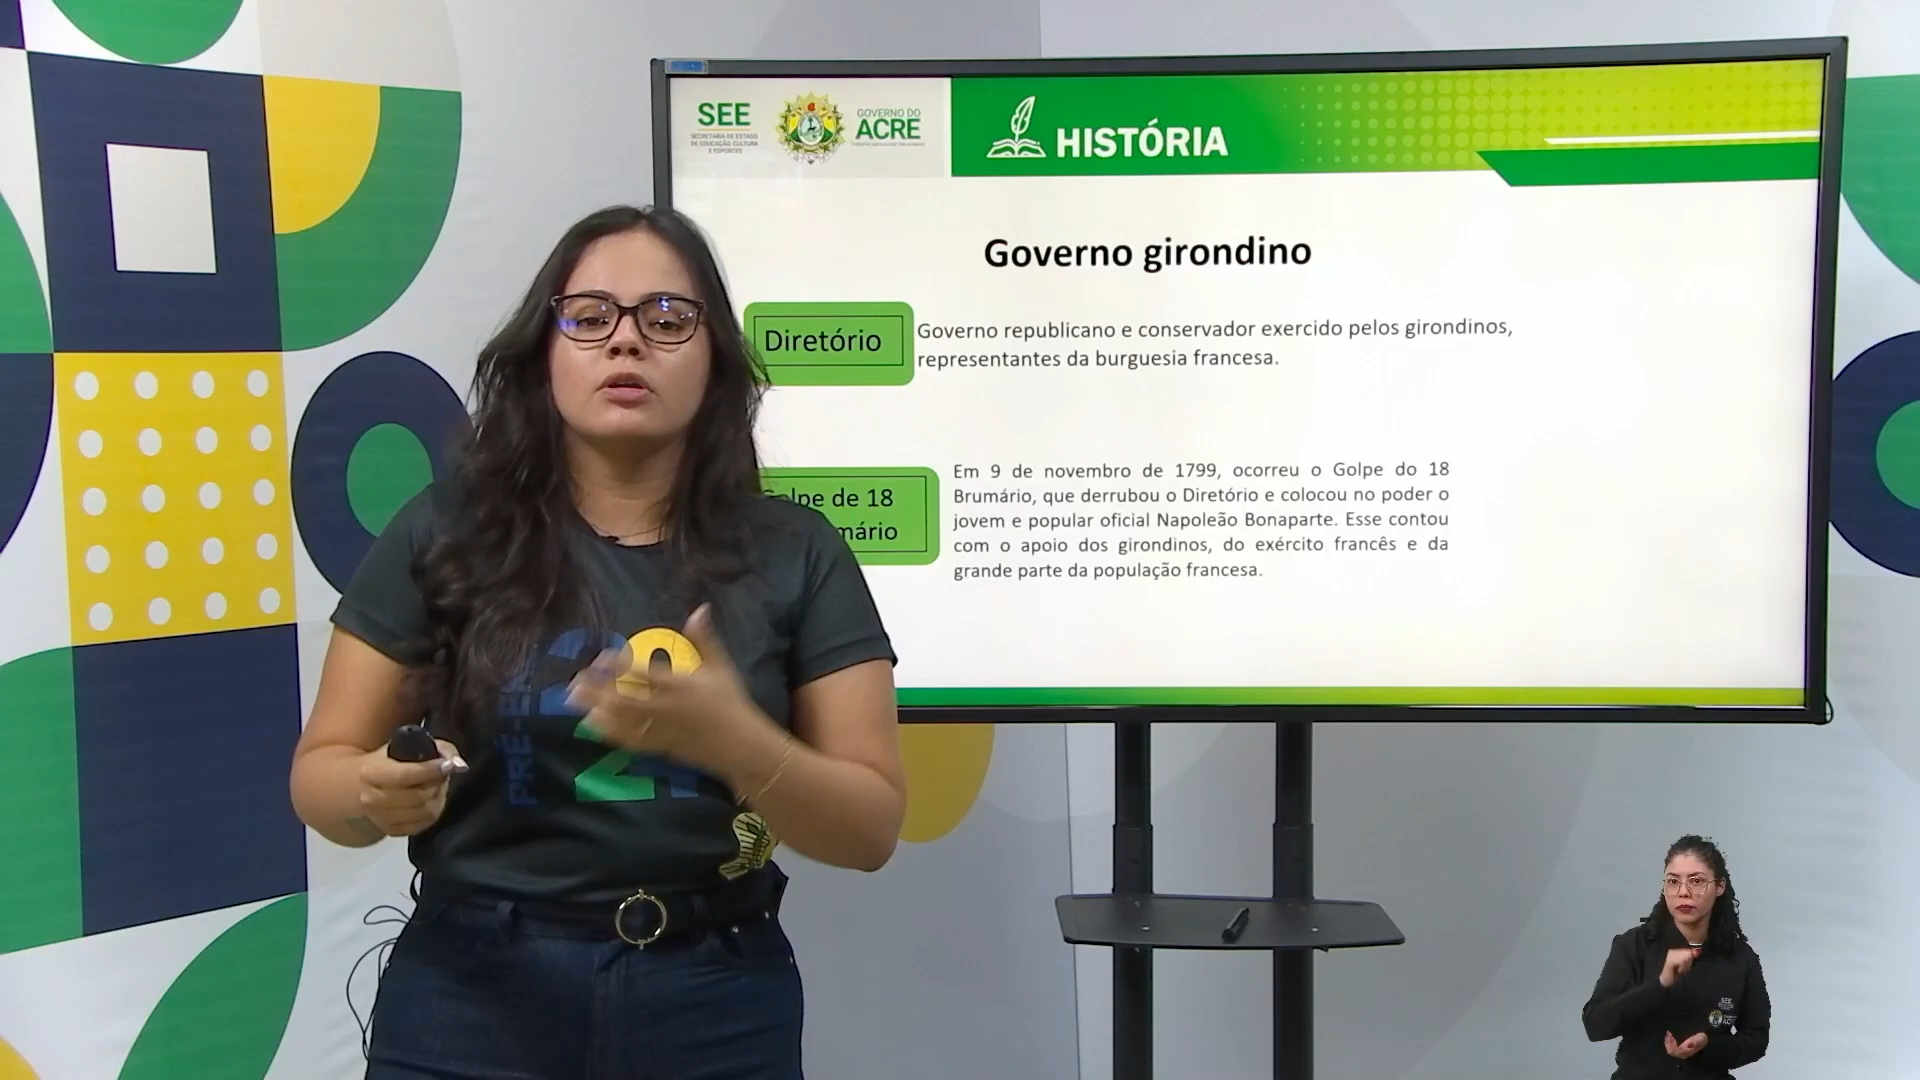 SEE
SECRETARIA DE ESTADO
DE EDUCAÇÃO, CULTURA
E ESPORTES
GOVERNO DO
ACRE
HISTÓRIA
Governo girondino
Diretório
Governo republicano e conservador exercido pelos girondinos,
representantes da burguesia francesa.
lpe de 18
mário
Em 9 de novembro de 1799, ocorreu o Golpe do 18
Brumário, que derrubou o Diretório e colocou no poder o
jovem e popular oficial Napoleão Bonaparte. Esse contou
com o apoio dos girondinos, do exército francês e da
grande parte da população francesa.
PRÉ-EN
SEE